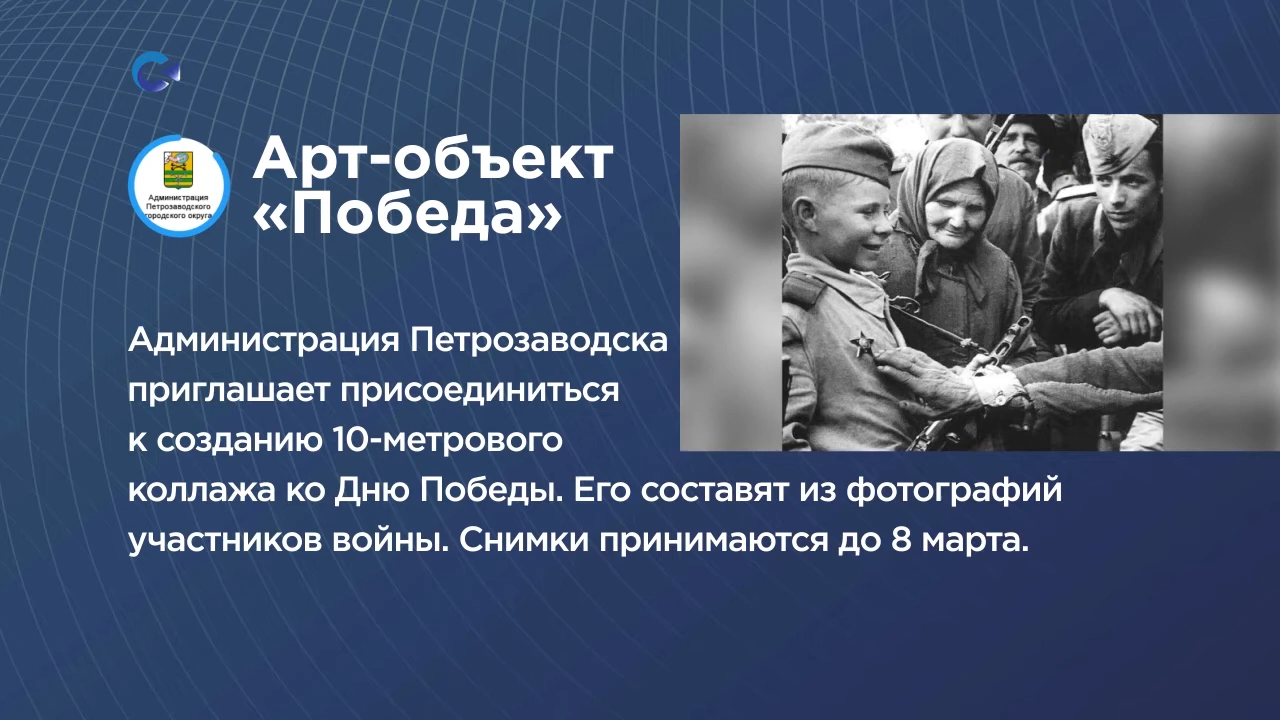 Арт-объект
«Победа»
Администрация
Петрозаводского
городского округа
Администрация Петрозаводска
приглашает присоединиться
к созданию 10-метрового
коллажа ко Дню Победы. Его составят из фотографий
участников войны. Снимки принимаются до 8 марта.